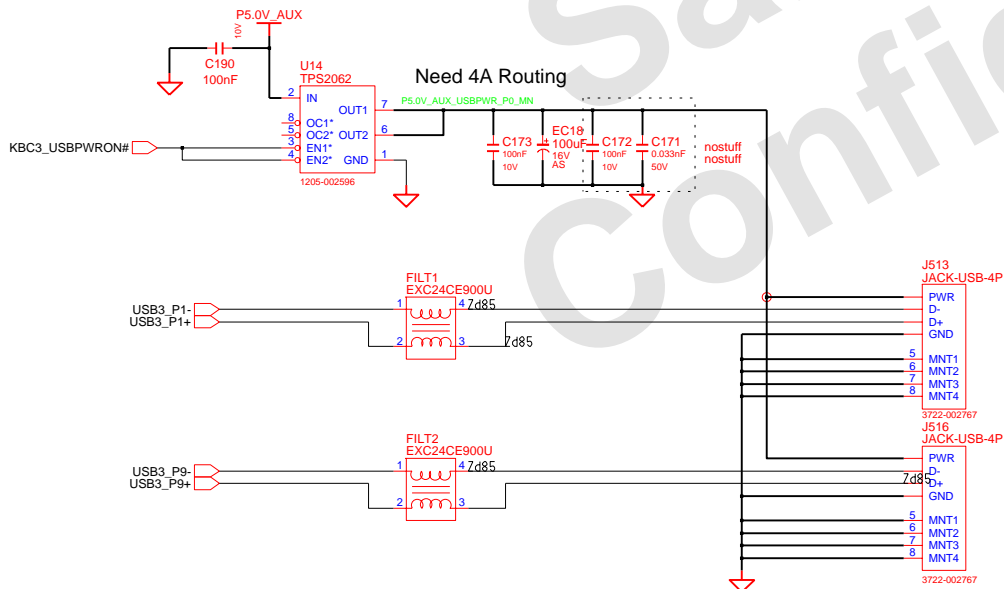 P5.0V_AUX
10V
C190
100nF
U14
TPS2062
2 IN
OUT1 7
8 OC1*
5 OC2*
OUT2 6
3 EN1*
4 EN2*
GND 1
1205-002596
KBC3_USBPWRON#
Need 4A Routing
P5.0V_AUX_USBPWR_P0_MN
C173
100nF
10V
EC18
100uF
16V
AS
C172
100nF
10V
C171
0.033nF
50V
nostuff
nostuff
FILT1
EXC24CE900U
USB3_P1-
USB3_P1+
1
4
Zd85
2
3
Zd85
J513
JACK-USB-4P
PWR
D-
D+
GND
5 MNT1
6 MNT2
7 MNT3
8 MNT4
3722-002767
FILT2
EXC24CE900U
USB3_P9-
USB3_P9+
1
4
Zd85
2
3
Zd85
J516
JACK-USB-4P
PWR
D-
D+
GND
5 MNT1
6 MNT2
7 MNT3
8 MNT4
3722-002767